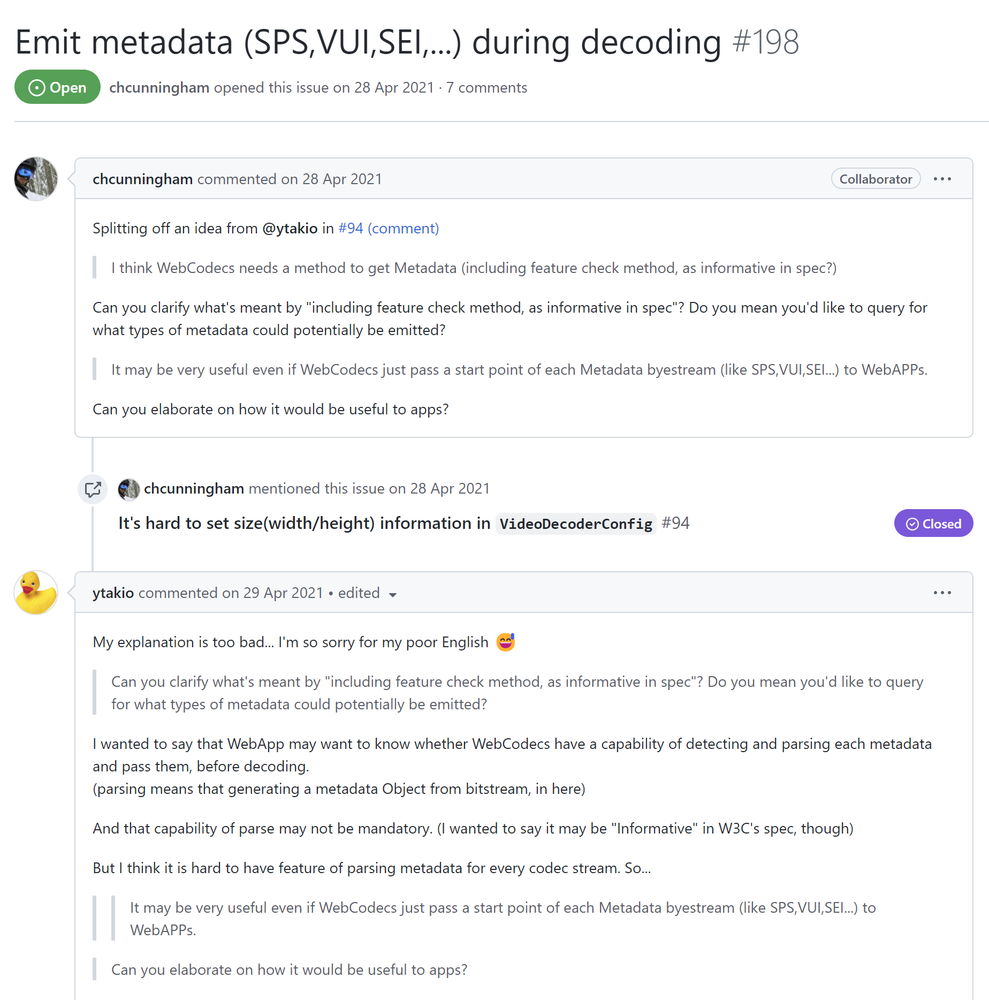 Emit metadata (SPS,VUI,SEI,...) during decoding #198
Open
chcunningham opened this issue on 28 Apr 2021 · 7 comments
chcunningham commented on 28 Apr 2021
Collaborator
Splitting off an idea from @ytakio in #94 (comment)
I think WebCodecs needs a method to get Metadata (including feature check method, as informative in spec?)
Can you clarify what's meant by "including feature check method, as informative in spec"? Do you mean you'd like to query for
what types of metadata could potentially be emitted?
It may be very useful even if WebCodecs just pass a start point of each Metadata byestream (like SPS,VUI,SEI...) to WebAPPs.
Can you elaborate on how it would be useful to apps?
chcunningham mentioned this issue on 28 Apr 2021
It's hard to set size(width/height) information in VideoDecoderConfig #94
Closed
ytakio commented on 29 Apr 2021 • edited
My explanation is too bad... I'm so sorry for my poor English 😅
Can you clarify what's meant by "including feature check method, as informative in spec"? Do you mean you'd like to query
for what types of metadata could potentially be emitted?
I wanted to say that WebApp may want to know whether WebCodecs have a capability of detecting and parsing each metadata
and pass them, before decoding.
(parsing means that generating a metadata Object from bitstream, in here)
And that capability of parse may not be mandatory. (I wanted to say it may be "Informative" in W3C's spec, though)
But I think it is hard to have feature of parsing metadata for every codec stream. So...
It may be very useful even if WebCodecs just pass a start point of each Metadata byestream (like SPS,VUI,SEI...) to
WebAPPs.
Can you elaborate on how it would be useful to apps?